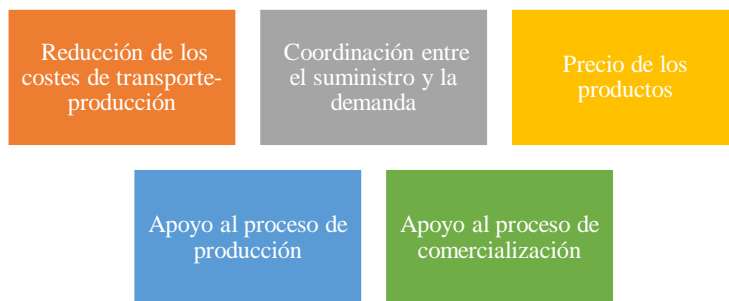 Reducción de los
costes de transporte-
producción
Coordinación entre
el suministro y la
demanda
Precio de los
productos
Apoyo al proceso de
producción
Apoyo al proceso de
comercialización